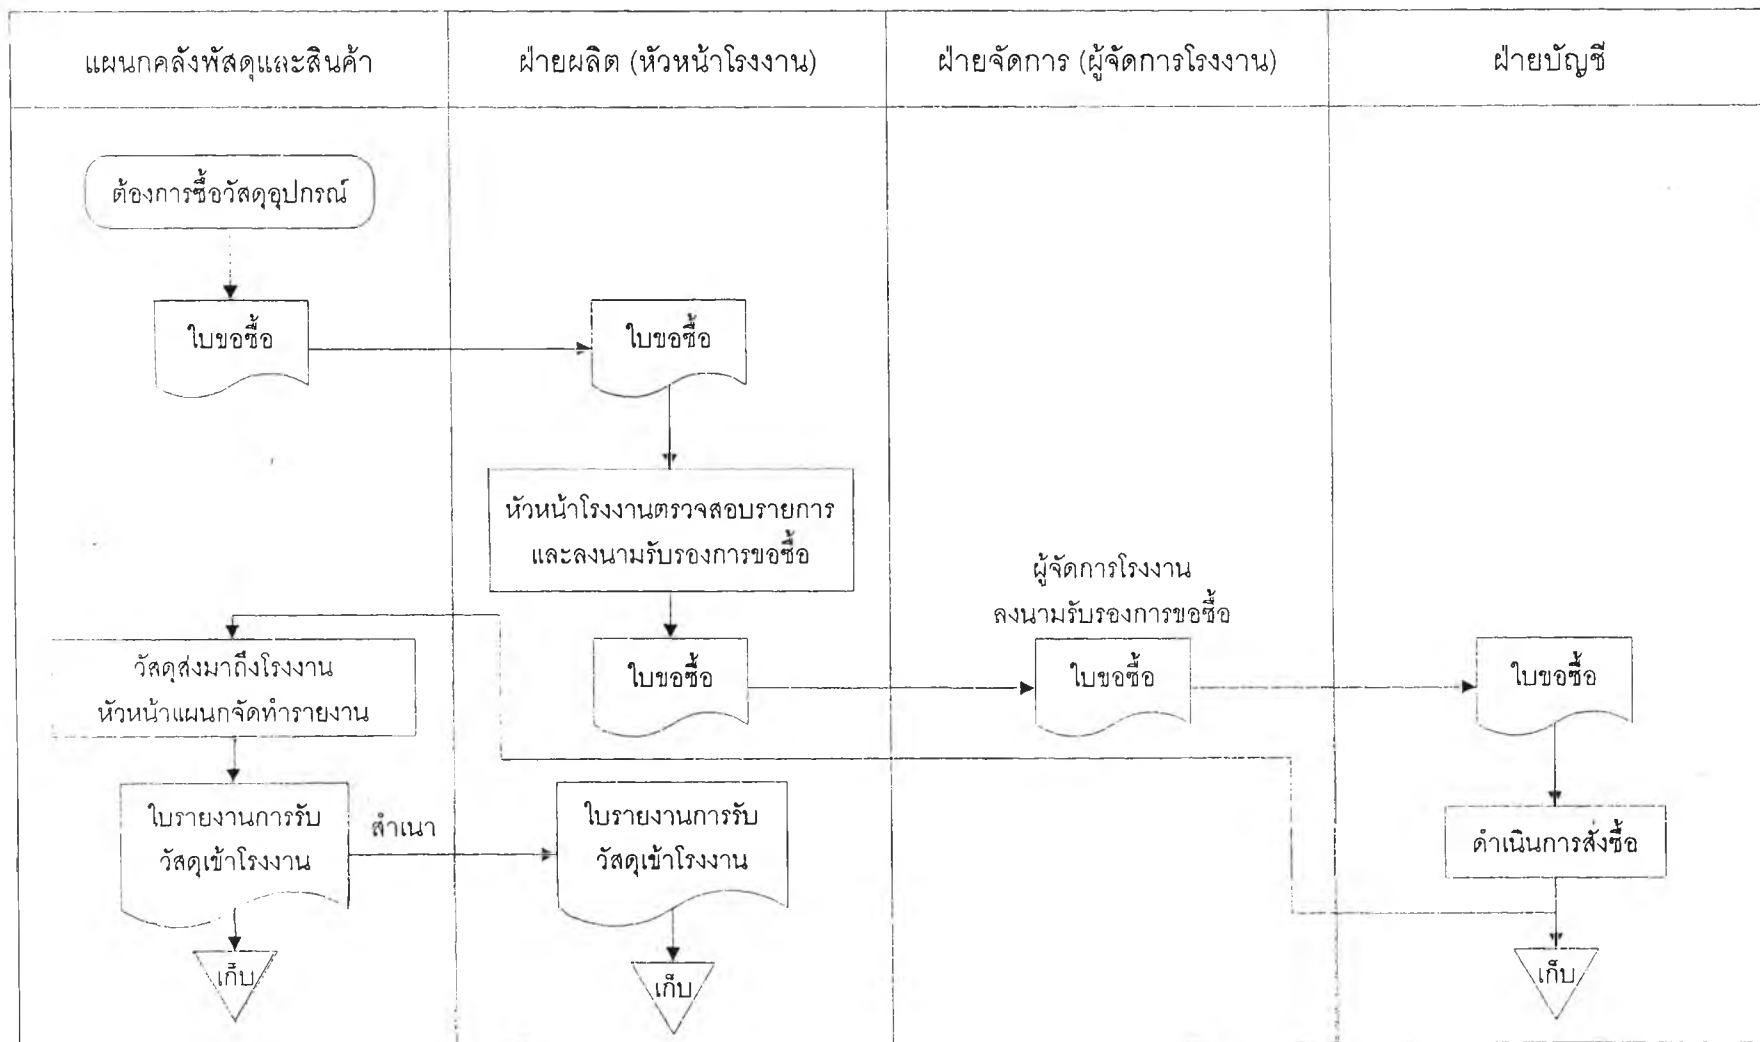 แผนกคลังพัสดุและสินค้า
ฝ่ายผลิต (หัวหน้าโรงงาน)
ฝ่ายจัดการ (ผู้จัดการโรงงาน)
ฝ่ายบัญชี
ต้องการซื้อวัสดุอุปกรณ์
ใบขอซื้อ
ใบขอซื้อ
หัวหน้าโรงงานตรวจสอบรายการ
และลงนามรับรองการขอซื้อ
ผู้จัดการโรงงาน
ลงนามรับรองการขอซื้อ
ใบขอซื้อ
ใบขอซื้อ
ใบขอซื้อ
ดำเนินการสั่งซื้อ
เก็บ
วัสดุส่งมาถึงโรงงาน
หัวหน้าแผนกจัดทำรายงาน
ใบรายงานการรับ
วัสดุเข้าโรงงาน
สำเนา
ใบรายงานการรับ
วัสดุเข้าโรงงาน
เก็บ
เก็บ